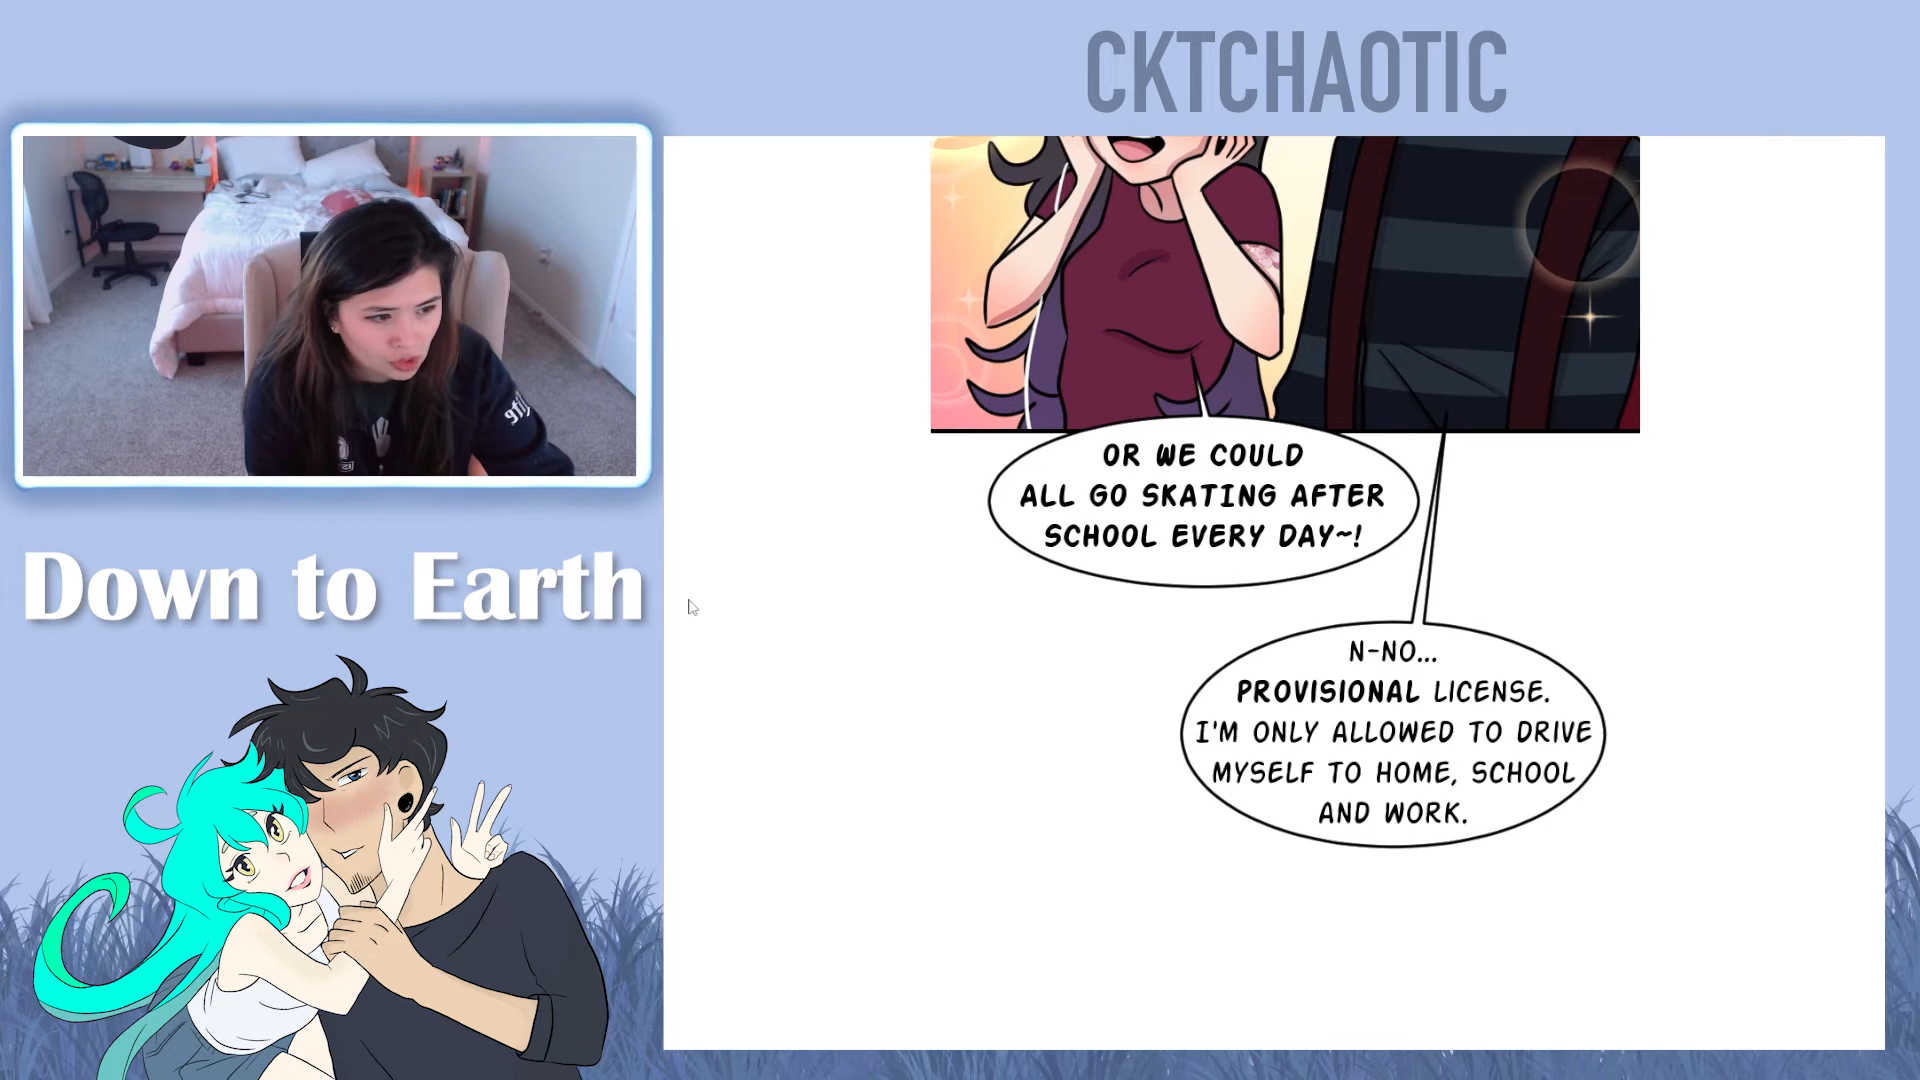 CKTCHAOTIC
Down to Earth
OR WE COULD
ALL GO SKATING AFTER
SCHOOL EVERY DAY~!
N-NO...
PROVISIONAL LICENSE.
I'M ONLY ALLOWED TO DRIVE
MYSELF TO HOME, SCHOOL
AND WORK.